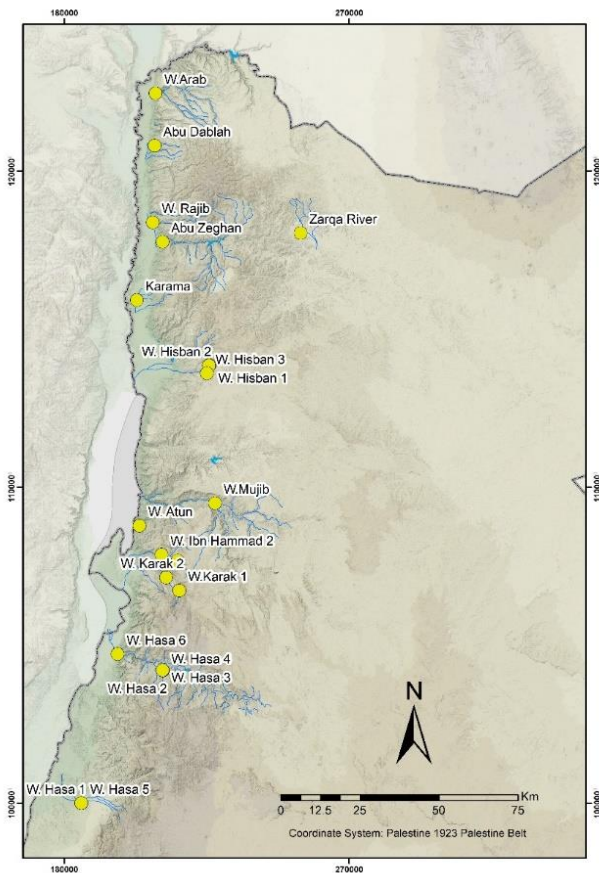 180000
270000
W.Arab
Abu Dablah
120000
120000
W. Rajib
Zarqa River
Abu Zeghan
Karama
W. Hisban 2
W. Hisban 3
W. Hisban 1
W.Mujib
110000
110000
W. Atun
W. Ibn Hammad 2
W. Karak 2
W.Karak 1
W. Hasa 6
W. Hasa 4
W. Hasa 3
W. Hasa 2
N
W. Hasa 1
W. Hasa 5
Km
0 12.5 25 50 75
100000
100000
Coordinate System: Palestine 1923 Palestine Belt
180000
270000